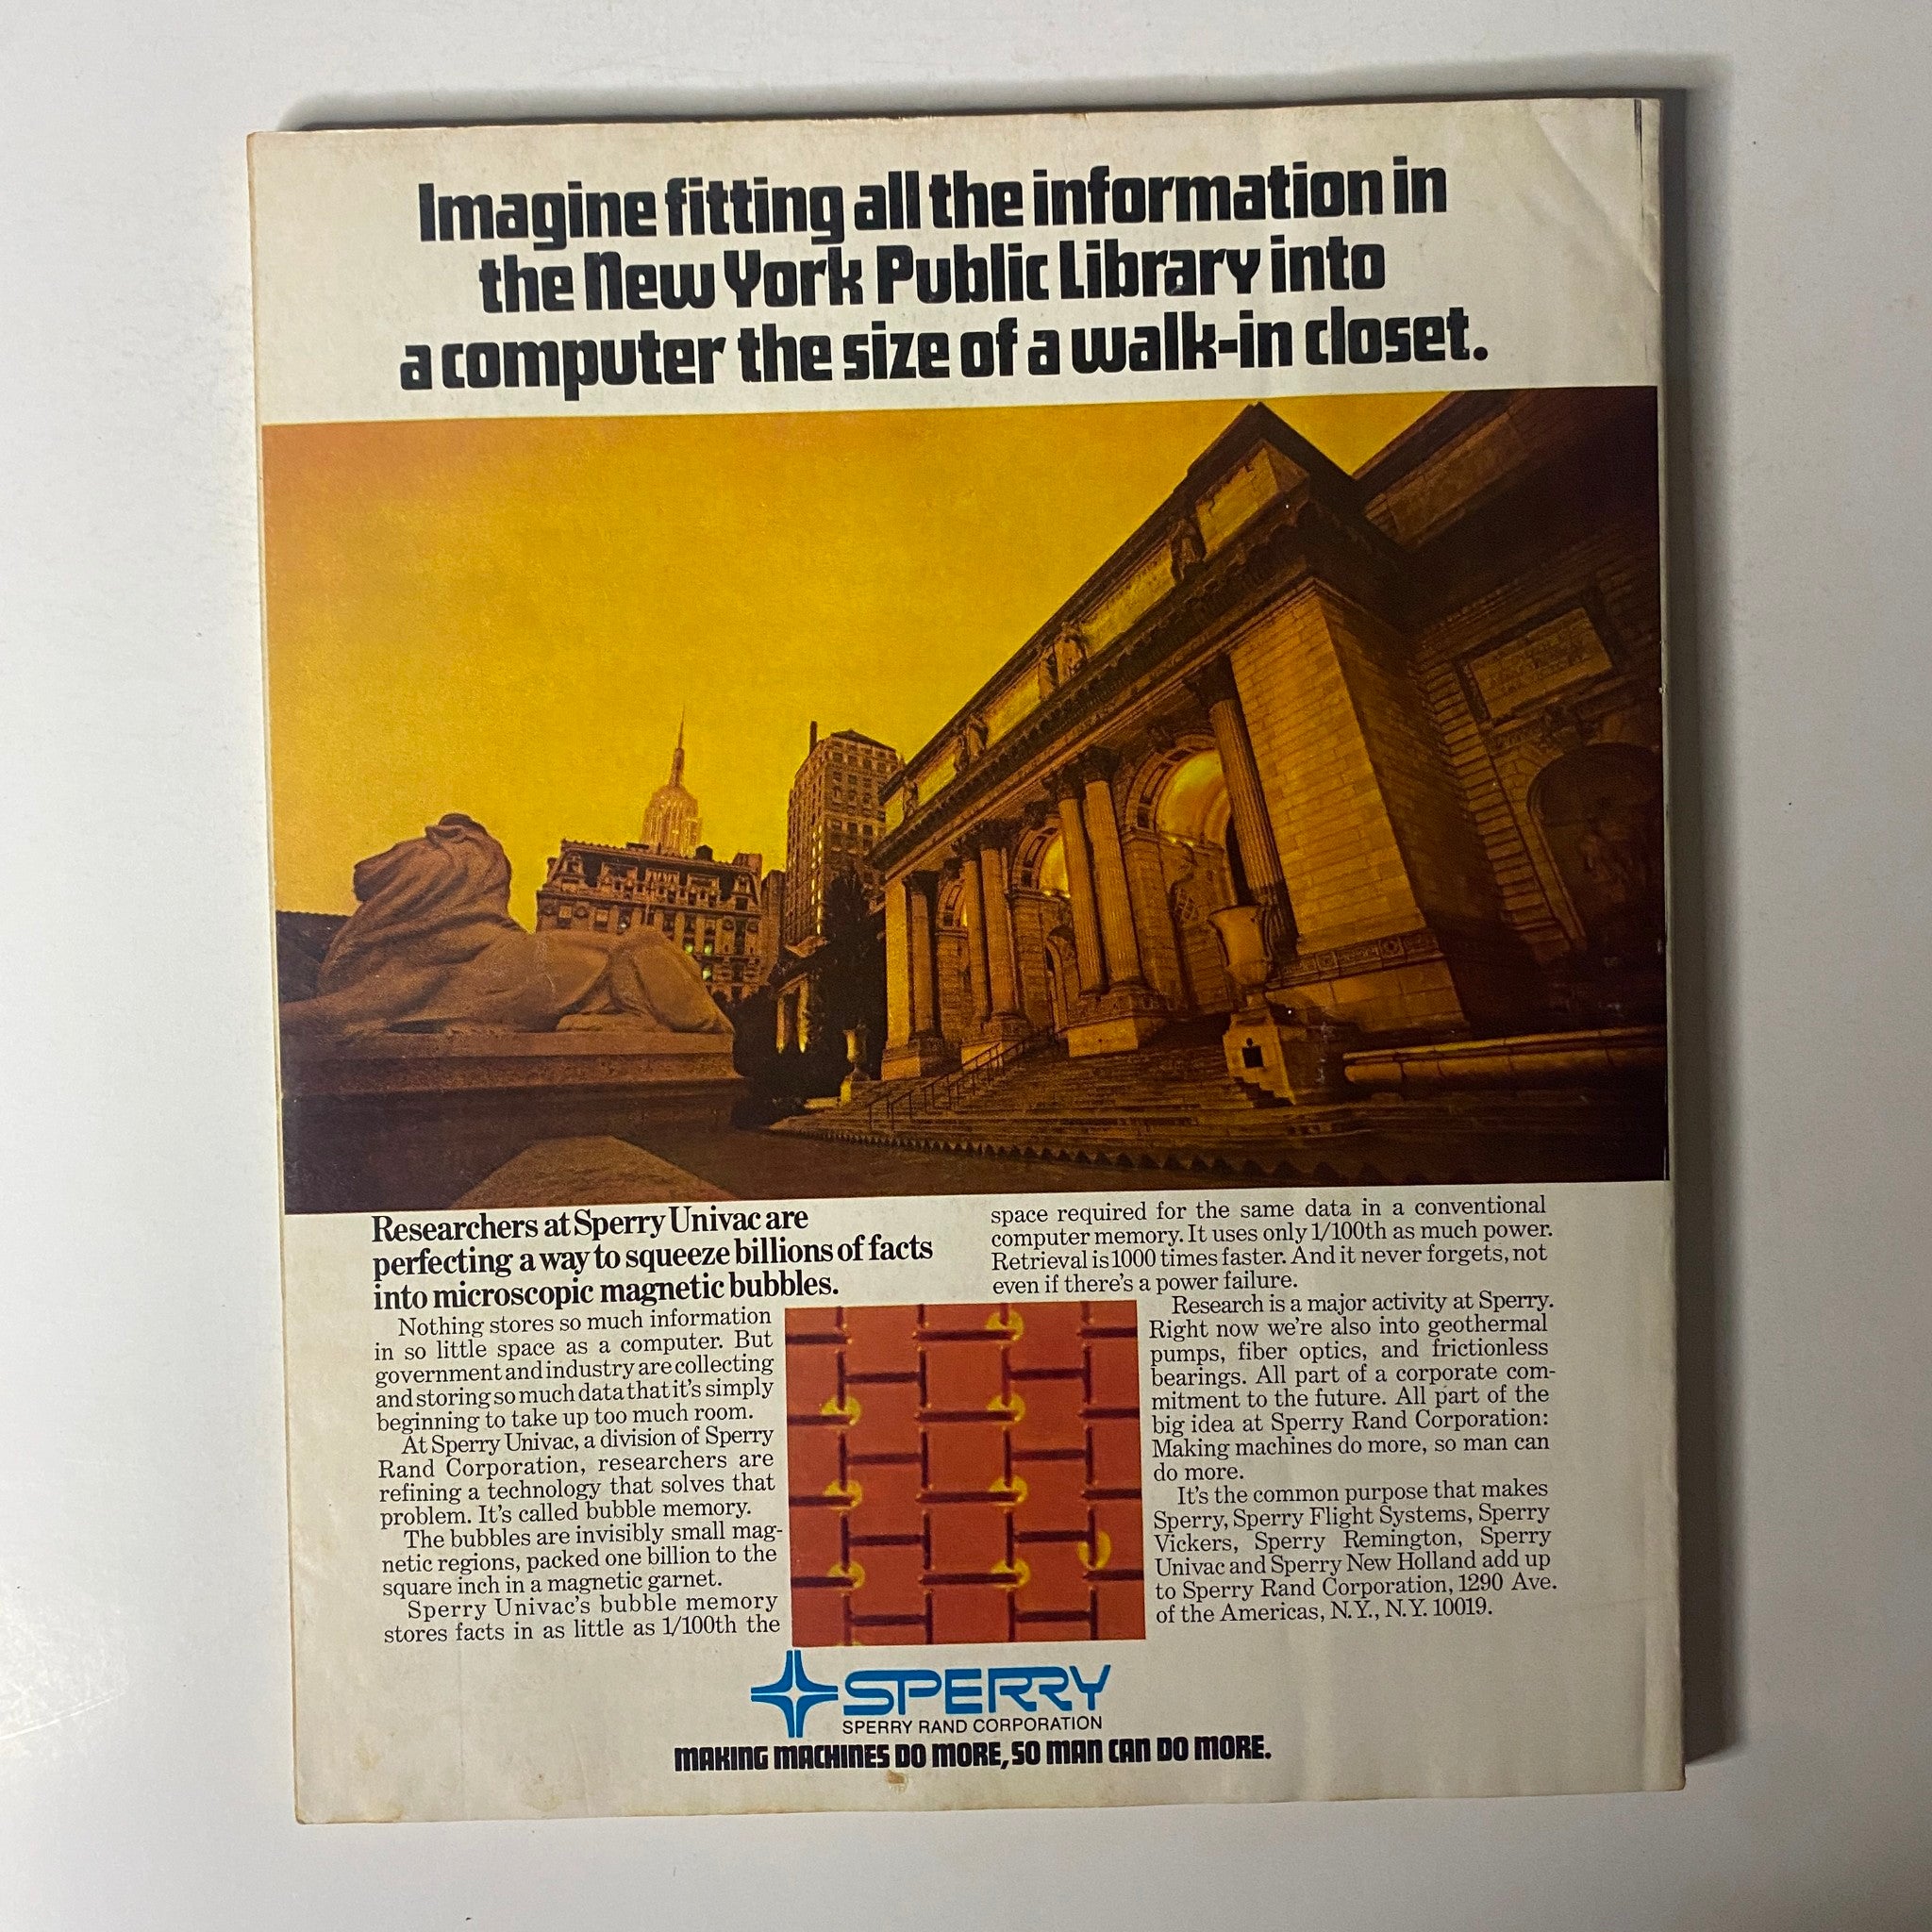 Imagine fitting all the information in
the New York Public Library into
a computer the size of a walk-in closet.
Researchers at Sperry Univac are
perfecting a way to squeeze billions of facts
into microscopic magnetic bubbles.
Nothing stores so much information
in so little space as a computer. But
government and industry are collecting
and storing so much data that it's simply
beginning to take up too much room.
At Sperry Univac, a division of Sperry
Rand Corporation, researchers are
refining a technology that solves that
problem. It's called bubble memory.
The bubbles are invisibly small mag-
netic regions, packed one billion to the
square inch in a magnetic garnet.
Sperry Univac's bubble memory
stores facts in as little as 1/100th the
space required for the same data in a conventional
computer memory. It uses only 1/100th as much power.
Retrieval is 1000 times faster. And it never forgets, not
even if there's a power failure.
Research is a major activity at Sperry.
Right now we're also into geothermal
pumps, fiber optics, and frictionless
bearings. All part of a corporate com-
mitment to the future. All part of the
big idea at Sperry Rand Corporation:
Making machines do more, so man can
do more.
It's the common purpose that makes
Sperry, Sperry Flight Systems, Sperry
Vickers, Sperry Remington, Sperry
Univac and Sperry New Holland add up
to Sperry Rand Corporation, 1290 Ave.
of the Americas, N.Y., N.Y. 10019.
SPERRY
SPERRY RAND CORPORATION
MAKING MACHINES DO MORE, SO MAN CAN DO MORE.